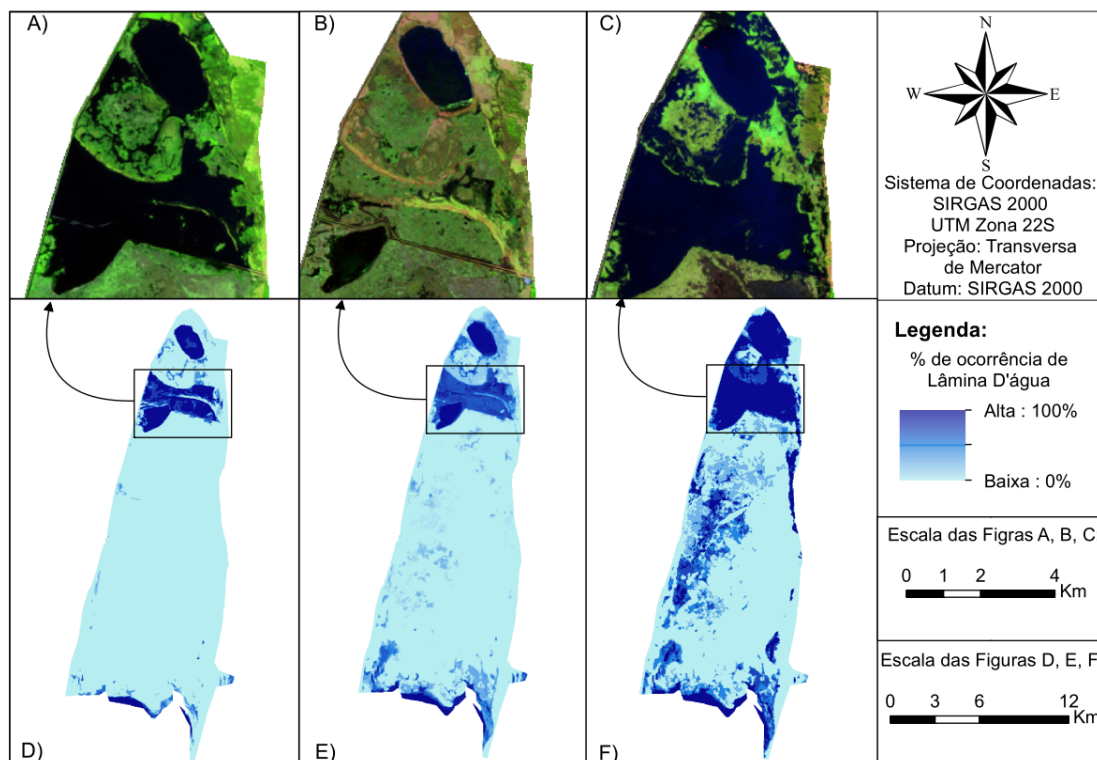 A)
B)
C)
N
W
E
S
Sistema de Coordenadas:
SIRGAS 2000
UTM Zona 22S
Projeção: Transversa
de Mercator
Datum: SIRGAS 2000
D)
E)
F)
Legenda:
% de ocorrência de
Lâmina D'água
Alta : 100%
Baixa : 0%
Escala das Figras A, B, C
0 1 2 4
Km
Escala das Figuras D, E, F
0 3 6 12
Km